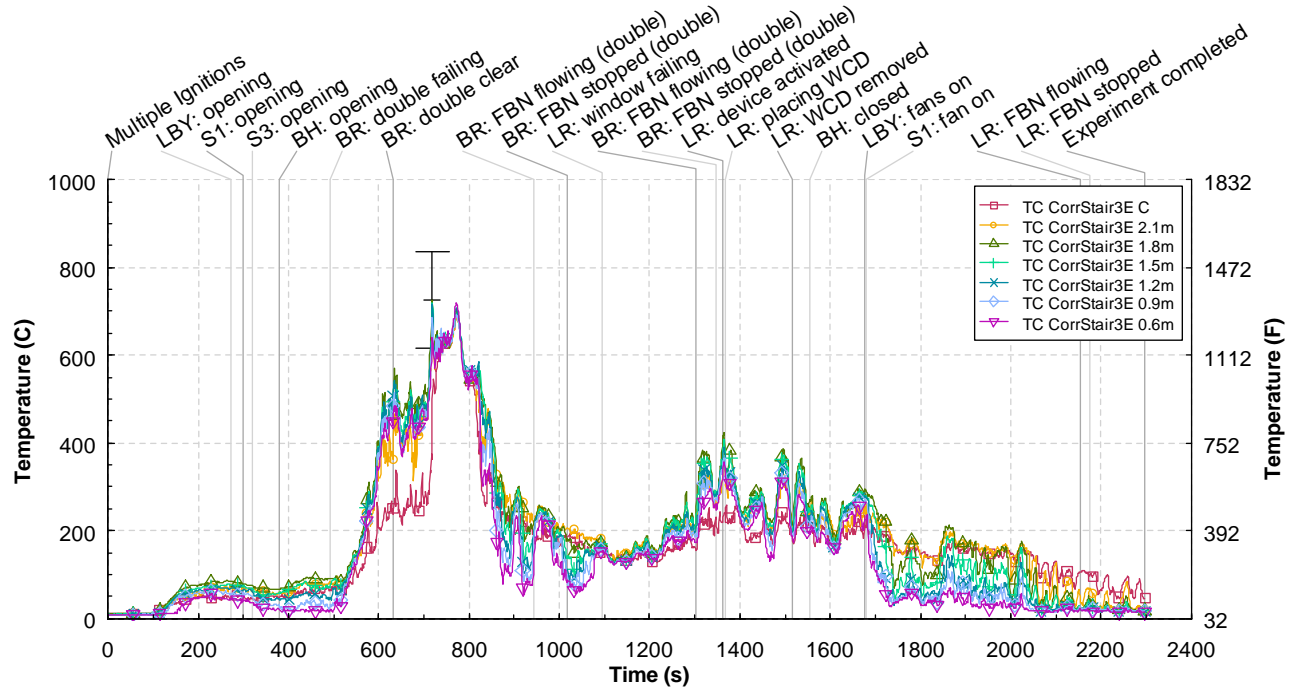 Multiple Ignitions
LBY: opening
S1: opening
S3: opening
BH: opening
BR: double failing
BR: double clear
BR: FBN flowing (double)
BR: FBN stopped (double)
LR: window failing
BR: FBN flowing (double)
BR: FBN stopped (double)
LR: device activated
LR: placing WCD
LR: WCD removed
BH: closed
LBY: fans on
S1: fan on
LR: FBN flowing
LR: FBN stopped
Experiment completed
1000
800
600
400
200
0
Temperature (C)
1832
1472
1112
752
392
32
Temperature (F)
TC CorrStair3E C
TC CorrStair3E 2.1m
TC CorrStair3E 1.8m
TC CorrStair3E 1.5m
TC CorrStair3E 1.2m
TC CorrStair3E 0.9m
TC CorrStair3E 0.6m
0 200 400 600 800 1000 1200 1400 1600 1800 2000 2200 2400
Time (s)